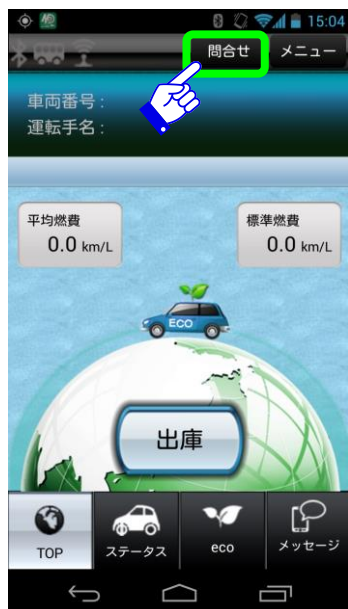 15:04
問合せ
メニュー
車両番号 :
運転手名 :
平均燃費
0.0 km/L
標準燃費
0.0 km/L
ECO
出庫
TOP
ステータス
eco
メッセージ